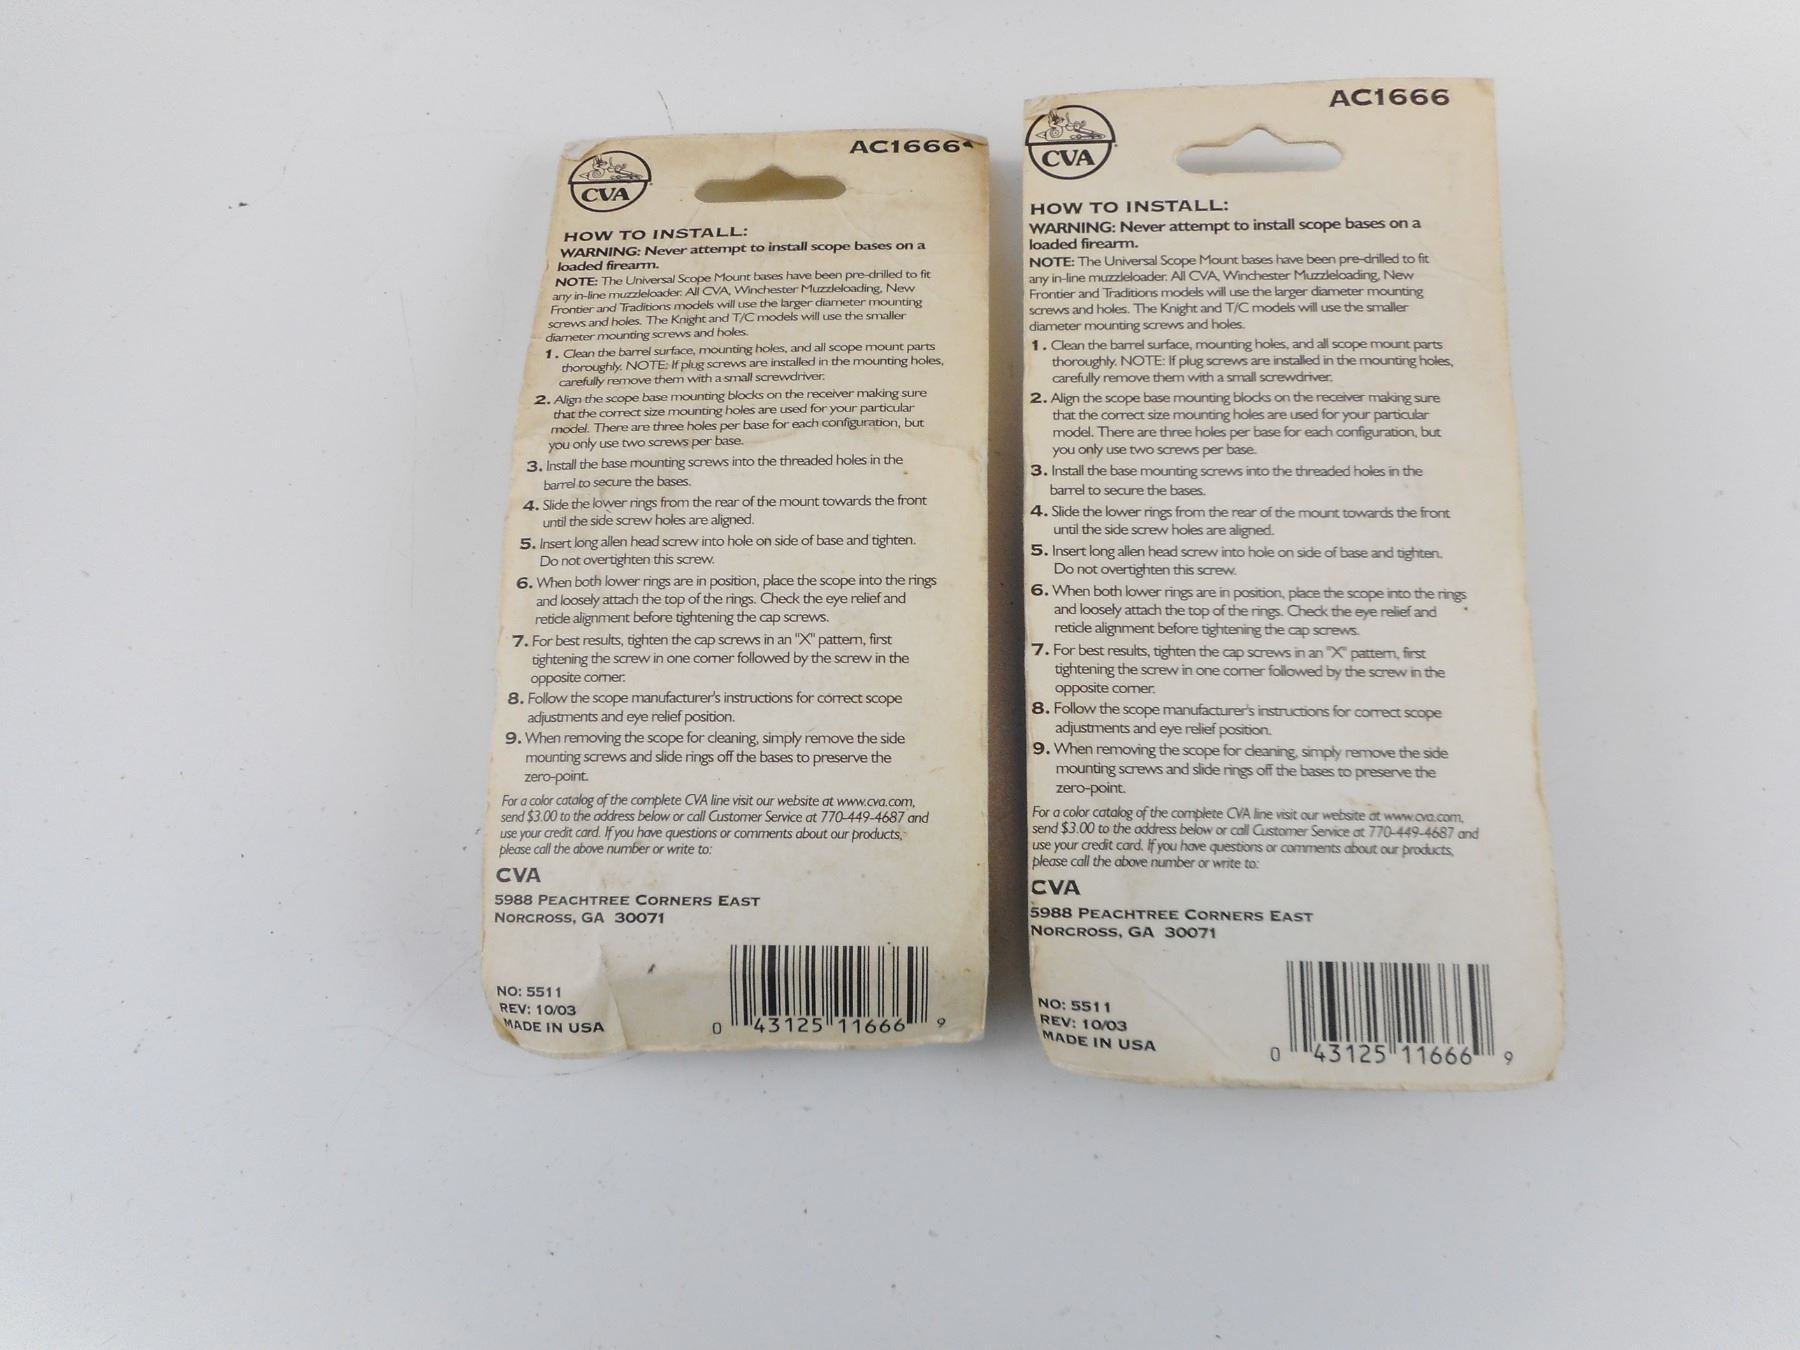 AC1666
CVA
HOW TO INSTALL:
WARNING: Never attempt to install scope bases on a
loaded firearm.
NOTE: The Universal Scope Mount bases have been pre-drilled to fit
any in-line muzzleloader. All CVA, Winchester Muzzleloading, New
Frontier and Traditions models will use the larger diameter mounting
screws and holes. The Knight and T/C models will use the smaller
diameter mounting screws and holes.
1. Clean the barrel surface, mounting holes, and all scope mount parts
thoroughly. NOTE: If plug screws are installed in the mounting holes,
carefully remove them with a small screwdriver.
2. Align the scope base mounting blocks on the receiver making sure
that the correct size mounting holes are used for your particular
model. There are three holes per base for each configuration, but
you only use two screws per base.
3. Install the base mounting screws into the threaded holes in the
barrel to secure the bases.
4. Slide the lower rings from the rear of the mount towards the front
until the side screw holes are aligned.
5. Insert long allen head screw into hole on side of base and tighten.
Do not overtighten this screw.
6. When both lower rings are in position, place the scope into the rings
and loosely attach the top of the rings. Check the eye relief and
reticle alignment before tightening the cap screws.
7. For best results, tighten the cap screws in an "X" pattern, first
tightening the screw in one corner followed by the screw in the
opposite corner.
8. Follow the scope manufacturer's instructions for correct scope
adjustments and eye relief position.
9. When removing the scope for cleaning, simply remove the side
mounting screws and slide rings off the bases to preserve the
zero-point.
For a color catalog of the complete CVA line visit our website at www.cva.com,
send $3.00 to the address below or call Customer Service at 770-449-4687 and
use your credit card. If you have questions or comments about our products,
please call the above number or write to:
CVA
5988 PEACHTREE CORNERS EAST
NORCROSS, GA 30071
NO: 5511
REV: 10/03
MADE IN USA
0 43125 11666 9
AC1666
CVA
HOW TO INSTALL:
WARNING: Never attempt to install scope bases on a
loaded firearm.
NOTE: The Universal Scope Mount bases have been pre-drilled to fit
any in-line muzzleloader. All CVA, Winchester Muzzleloading, New
Frontier and Traditions models will use the larger diameter mounting
screws and holes. The Knight and T/C models will use the smaller
diameter mounting screws and holes.
1. Clean the barrel surface, mounting holes, and all scope mount parts
thoroughly. NOTE: If plug screws are installed in the mounting holes,
carefully remove them with a small screwdriver.
2. Align the scope base mounting blocks on the receiver making sure
that the correct size mounting holes are used for your particular
model. There are three holes per base for each configuration, but
you only use two screws per base.
3. Install the base mounting screws into the threaded holes in the
barrel to secure the bases.
4. Slide the lower rings from the rear of the mount towards the front
until the side screw holes are aligned.
5. Insert long allen head screw into hole on side of base and tighten.
Do not overtighten this screw.
6. When both lower rings are in position, place the scope into the rings
and loosely attach the top of the rings. Check the eye relief and
reticle alignment before tightening the cap screws.
7. For best results, tighten the cap screws in an "X" pattern, first
tightening the screw in one corner followed by the screw in the
opposite corner.
8. Follow the scope manufacturer's instructions for correct scope
adjustments and eye relief position.
9. When removing the scope for cleaning, simply remove the side
mounting screws and slide rings off the bases to preserve the
zero-point.
For a color catalog of the complete CVA line visit our website at www.cva.com,
send $3.00 to the address below or call Customer Service at 770-449-4687 and
use your credit card. If you have questions or comments about our products,
please call the above number or write to:
CVA
5988 PEACHTREE CORNERS EAST
NORCROSS, GA 30071
NO: 5511
REV: 10/03
MADE IN USA
0 43125 11666 9